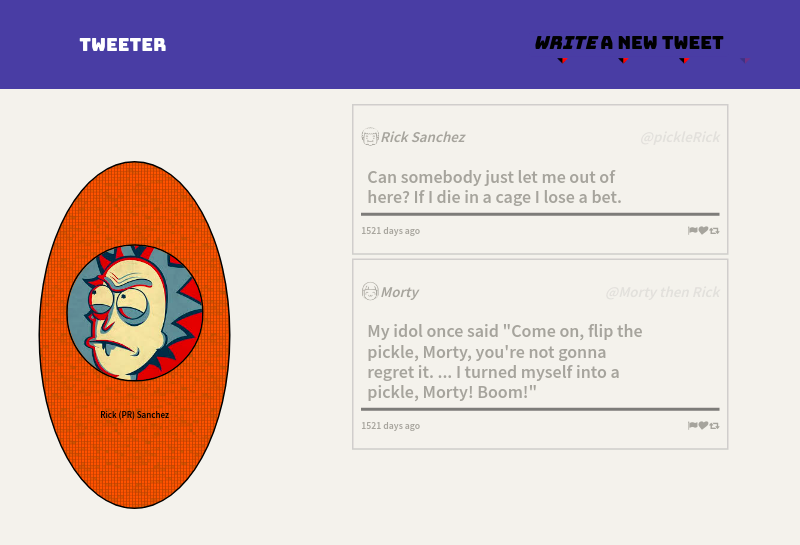 TWEETER
WRITE A NEW TWEET
Rick Sanchez
@pickleRick
Can somebody just let me out of
here? If I die in a cage I lose a bet.
1521 days ago
Morty
@Morty then Rick
My idol once said "Come on, flip the
pickle, Morty, you're not gonna
regret it. ... I turned myself into a
pickle, Morty! Boom!"
1521 days ago
Rick (PR) Sanchez